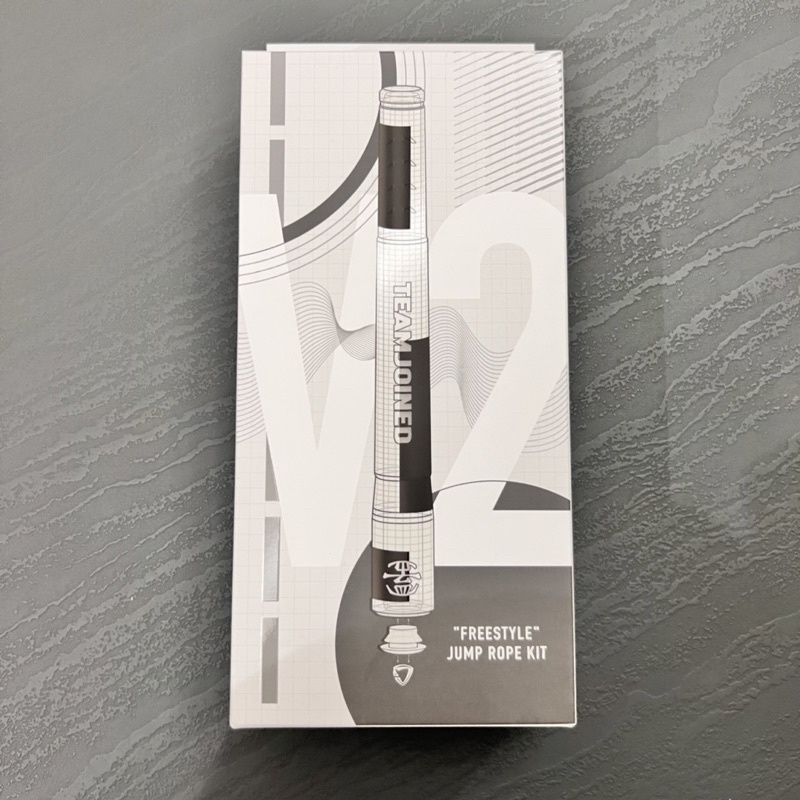 V2
TEAMJOINED
"FREESTYLE"
JUMP ROPE KIT